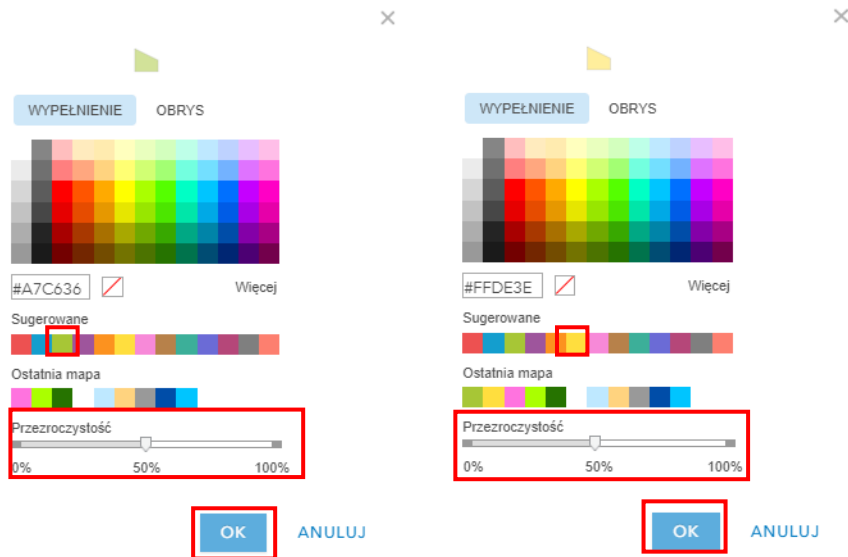 WYPEŁNIENIE OBRYS
#A7C636 Więcej
Sugerowane
Ostatnia mapa
Przezroczystość
0% 50% 100%
OK ANULUJ
WYPEŁNIENIE OBRYS
#FFDE3E Więcej
Sugerowane
Ostatnia mapa
Przezroczystość
0% 50% 100%
OK ANULUJ